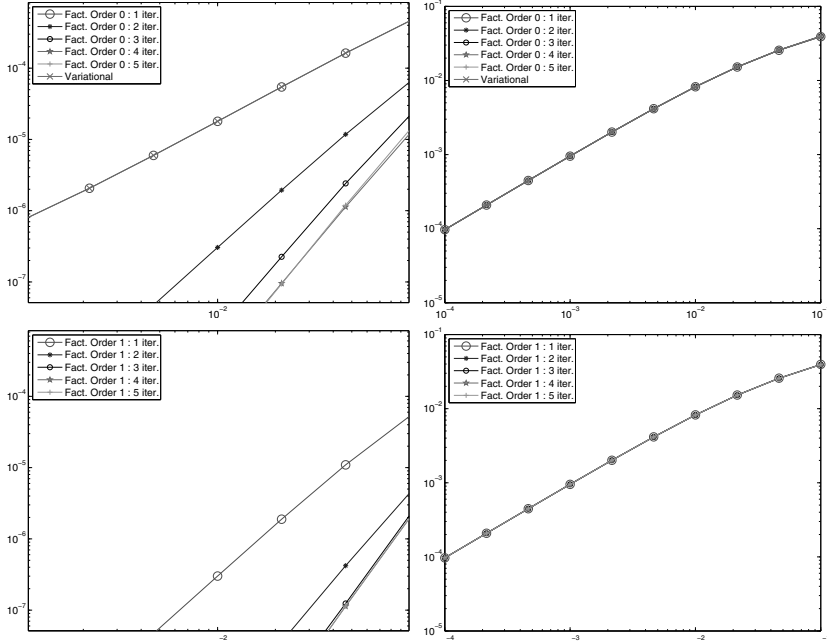 Fact. Order 0 : 1 iter.
Fact. Order 0 : 2 iter.
Fact. Order 0 : 3 iter.
Fact. Order 0 : 4 iter.
Fact. Order 0 : 5 iter.
Variational
10⁻⁴
10⁻⁵
10⁻⁶
10⁻⁷
10⁻²
Fact. Order 0 : 1 iter.
Fact. Order 0 : 2 iter.
Fact. Order 0 : 3 iter.
Fact. Order 0 : 4 iter.
Fact. Order 0 : 5 iter.
Variational
10⁻¹
10⁻²
10⁻³
10⁻⁴
10⁻⁵
10⁻⁴ 10⁻³ 10⁻² 10⁻
Fact. Order 1 : 1 iter.
Fact. Order 1 : 2 iter.
Fact. Order 1 : 3 iter.
Fact. Order 1 : 4 iter.
Fact. Order 1 : 5 iter.
10⁻⁴
10⁻⁵
10⁻⁶
10⁻⁷
Fact. Order 1 : 1 iter.
Fact. Order 1 : 2 iter.
Fact. Order 1 : 3 iter.
Fact. Order 1 : 4 iter.
Fact. Order 1 : 5 iter.
10⁻¹
10⁻²
10⁻³
10⁻⁴
10⁻⁵